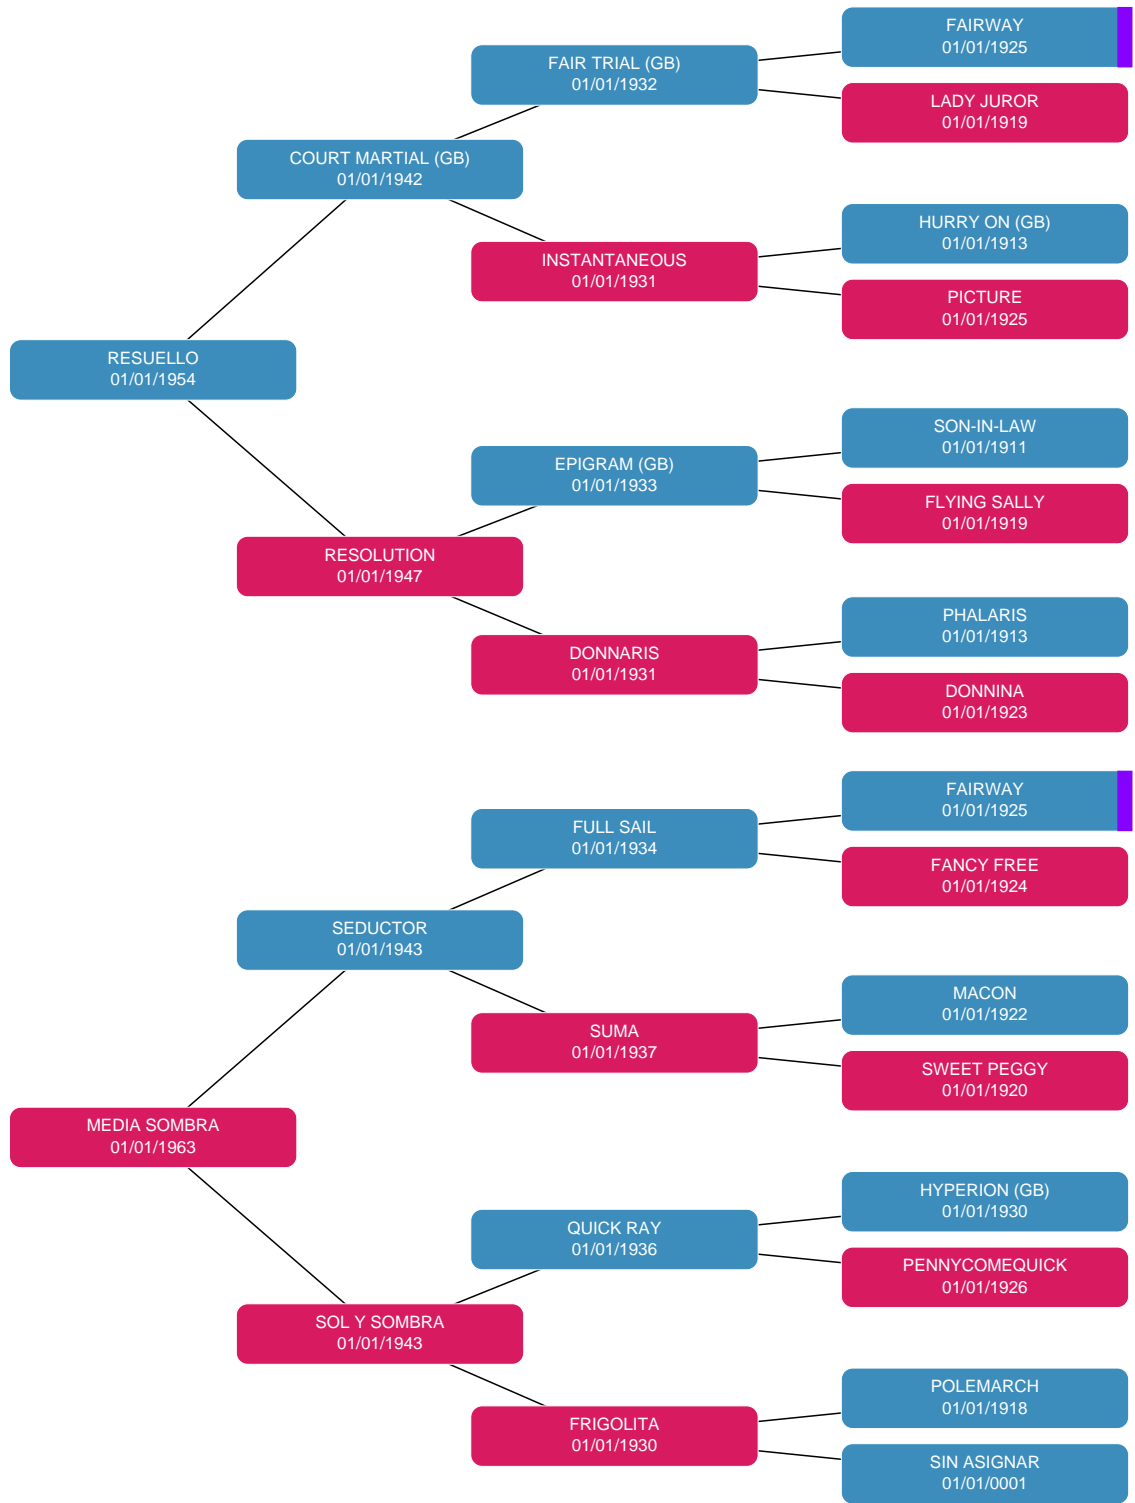 FAIRWAY
01/01/1925
FAIR TRIAL (GB)
01/01/1932
LADY JUROR
01/01/1919
COURT MARTIAL (GB)
01/01/1942
HURRY ON (GB)
01/01/1913
INSTANTANEOUS
01/01/1931
PICTURE
01/01/1925
RESUELLO
01/01/1954
SON-IN-LAW
01/01/1911
EPIGRAM (GB)
01/01/1933
FLYING SALLY
01/01/1919
RESOLUTION
01/01/1947
PHALARIS
01/01/1913
DONNARIS
01/01/1931
DONNINA
01/01/1923
FAIRWAY
01/01/1925
FULL SAIL
01/01/1934
FANCY FREE
01/01/1924
SEDUCTOR
01/01/1943
MACON
01/01/1922
SUMA
01/01/1937
SWEET PEGGY
01/01/1920
MEDIA SOMBRA
01/01/1963
HYPERION (GB)
01/01/1930
QUICK RAY
01/01/1936
PENNYCOMEQUICK
01/01/1926
SOL Y SOMBRA
01/01/1943
POLEMARCH
01/01/1918
FRIGOLITA
01/01/1930
SIN ASIGNAR
01/01/0001